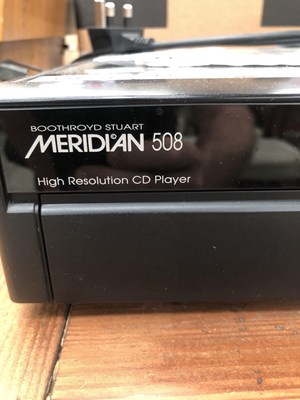 BOOTHROYD STUART
MERIDIAN 508
High Resolution CD Player